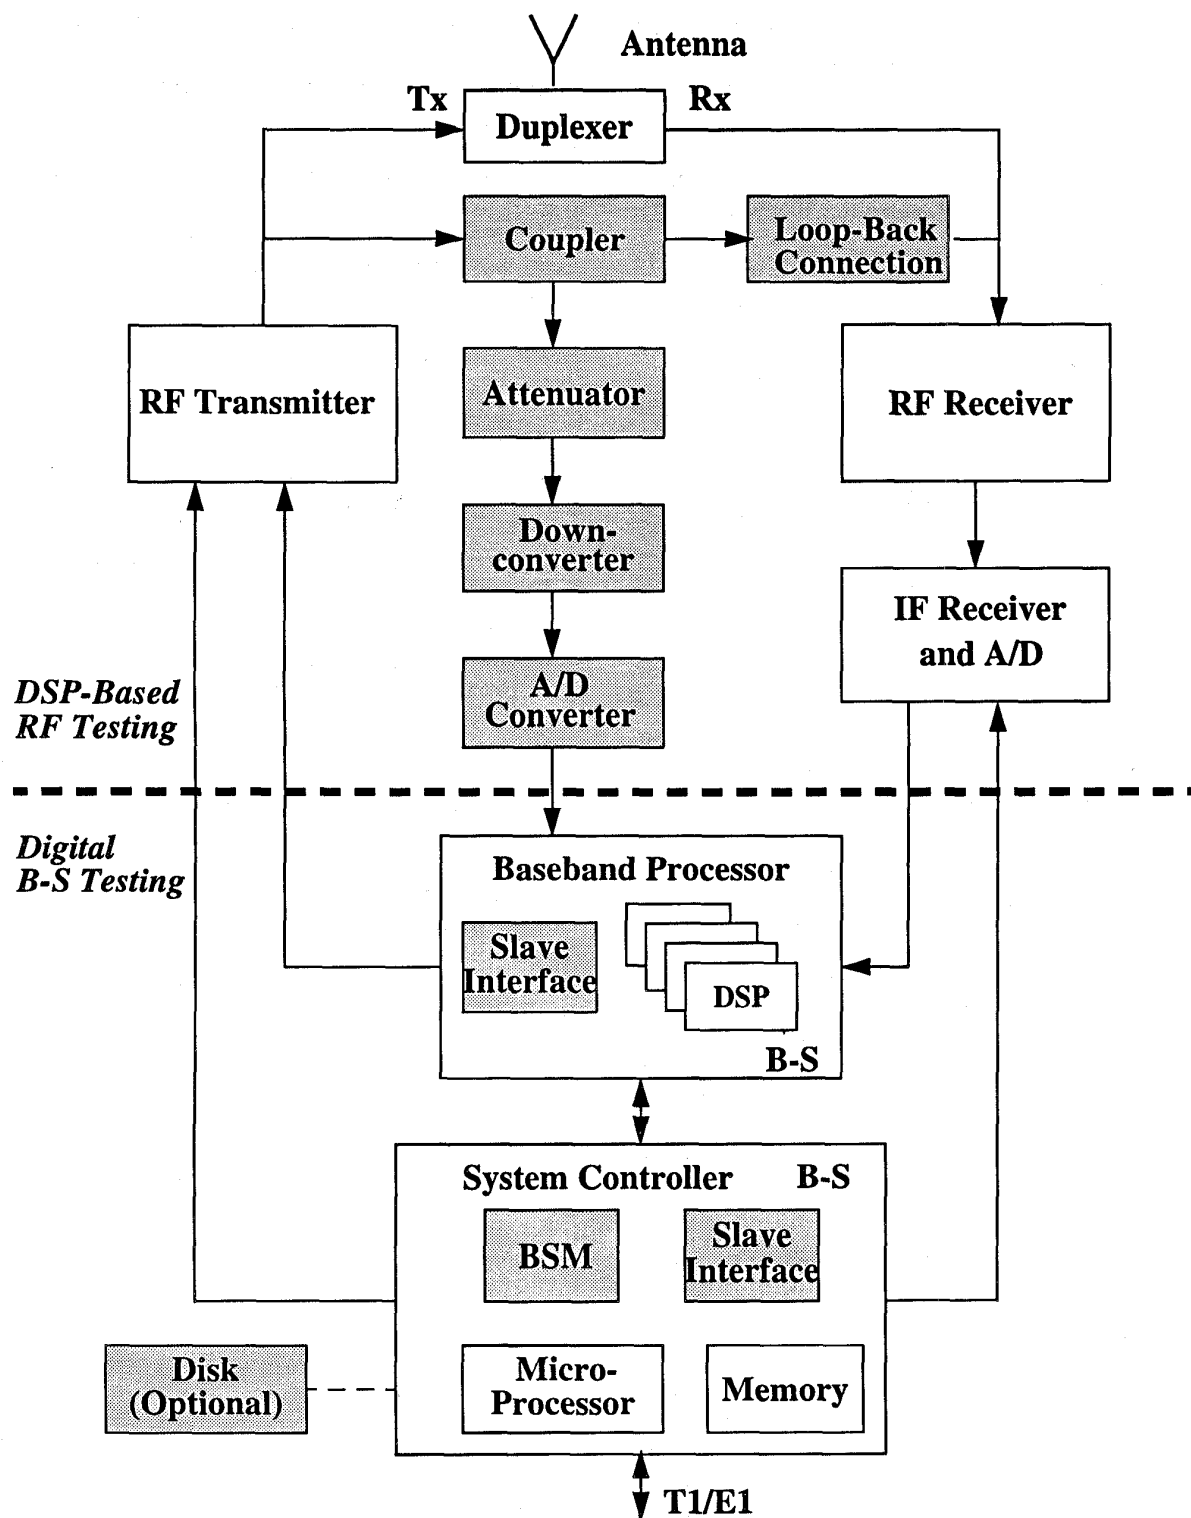 Antenna
Tx
Rx
Duplexer
Coupler
Loop-Back
Connection
RF Transmitter
Attenuator
RF Receiver
Down-
converter
IF Receiver
and A/D
A/D
Converter
DSP-Based
RF Testing
Digital
B-S Testing
Baseband Processor
Slave
Interface
DSP
B-S
System Controller
B-S
BSM
Slave
Interface
Disk
(Optional)
Micro-
Processor
Memory
T1/E1